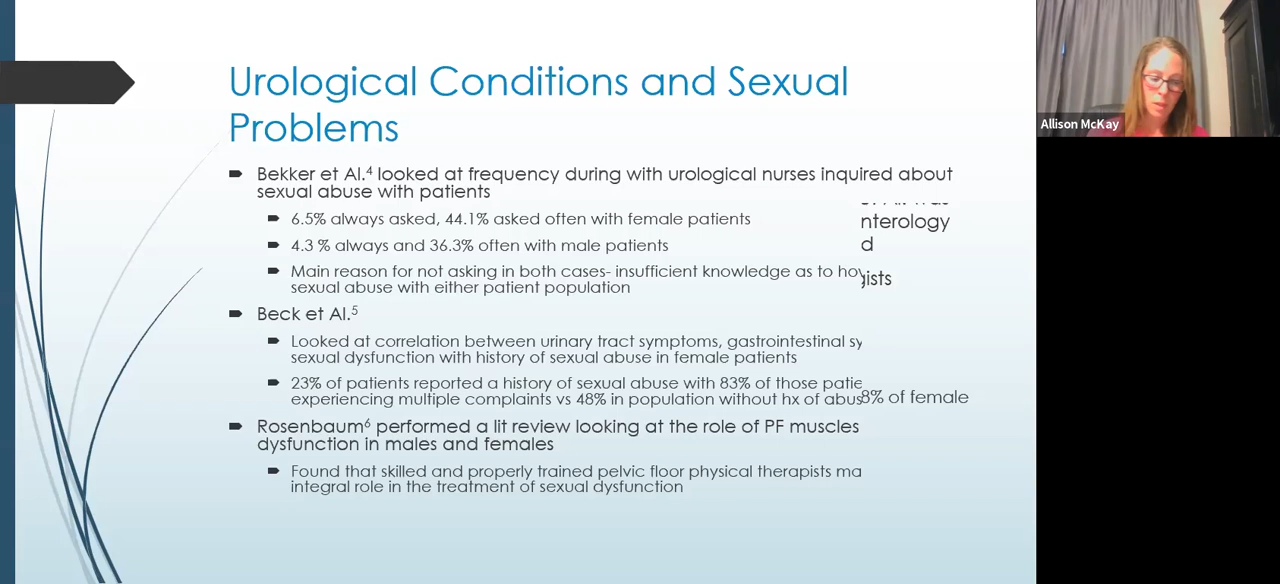 Urological Conditions and Sexual
Problems
Bekker et Al.⁴ looked at frequency during with urological nurses inquired about
sexual abuse with patients
6.5% always asked, 44.1% asked often with female patients
4.3 % always and 36.3% often with male patients
Main reason for not asking in both cases- insufficient knowledge as to
sexual abuse with either patient population
Beck et Al.⁵
Looked at correlation between urinary tract symptoms, gastrointestinal sy
sexual dysfunction with history of sexual abuse in female patients
23% of patients reported a history of sexual abuse with 83% of those patie
experiencing multiple complaints vs 48% in population without hx of abus
Rosenbaum⁶ performed a lit review looking at the role of PF muscles
dysfunction in males and females
Found that skilled and properly trained pelvic floor physical therapists ma
integral role in the treatment of sexual dysfunction
nterology
d
gists
8% of female
Allison McKay